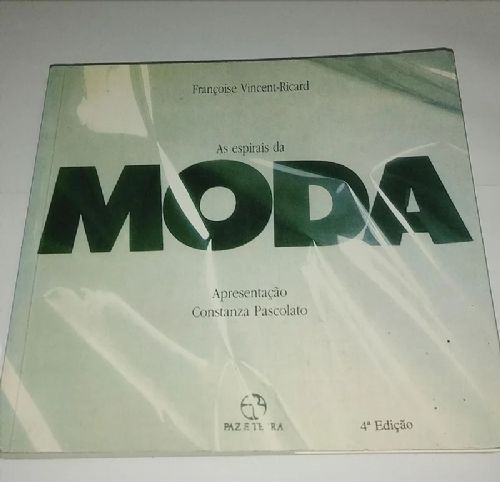 Françoise Vincent-Ricard
As espirais da
MODA
Apresentação
Constanza Pascolato
PAZ E TERRA
4ª Edição